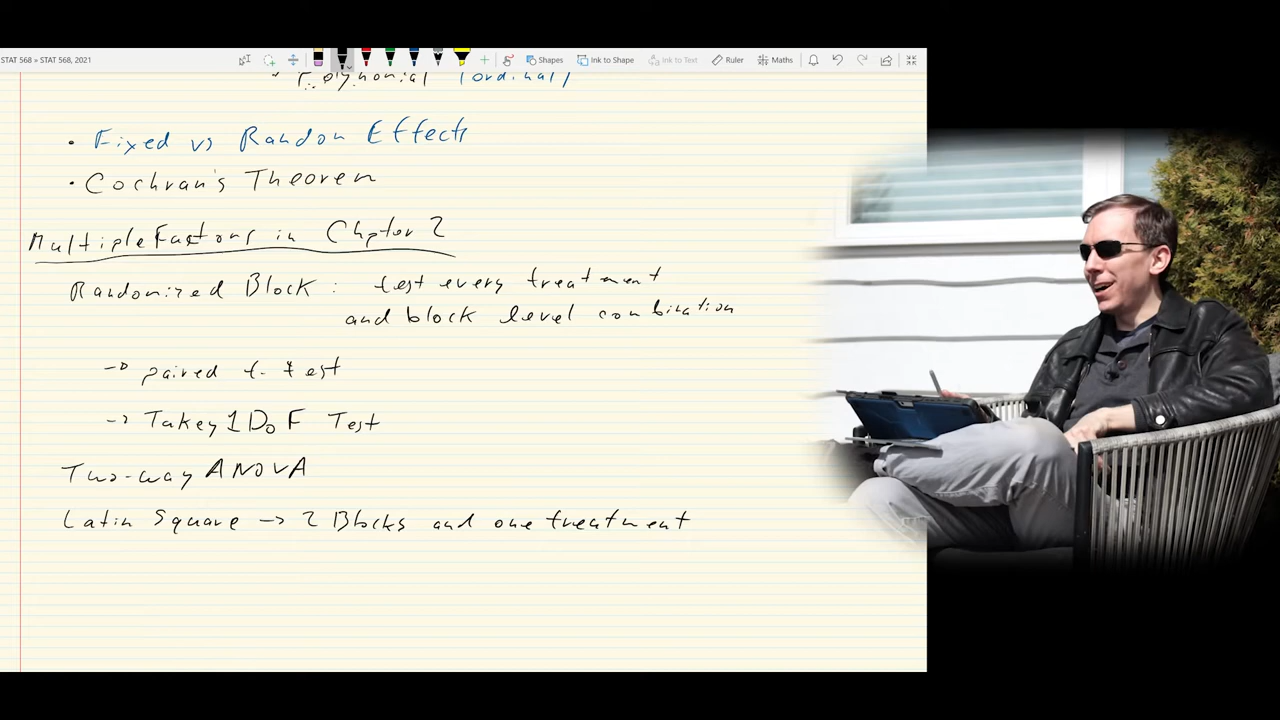 STAT 568 » STAT 568, 2021
Shapes Ink to Shape Ink to Text Ruler Maths
Polynomial (ordinal)
• Fixed vs Random Effects
• Cochran's Theorem
Multiple Factors in Chpter 2
Randomized Block : test every treatment
and block level combination
→ paired t-test
→ Tukey 1 DoF Test
Two-way ANOVA
Latin Square → 2 Blocks and one treatment